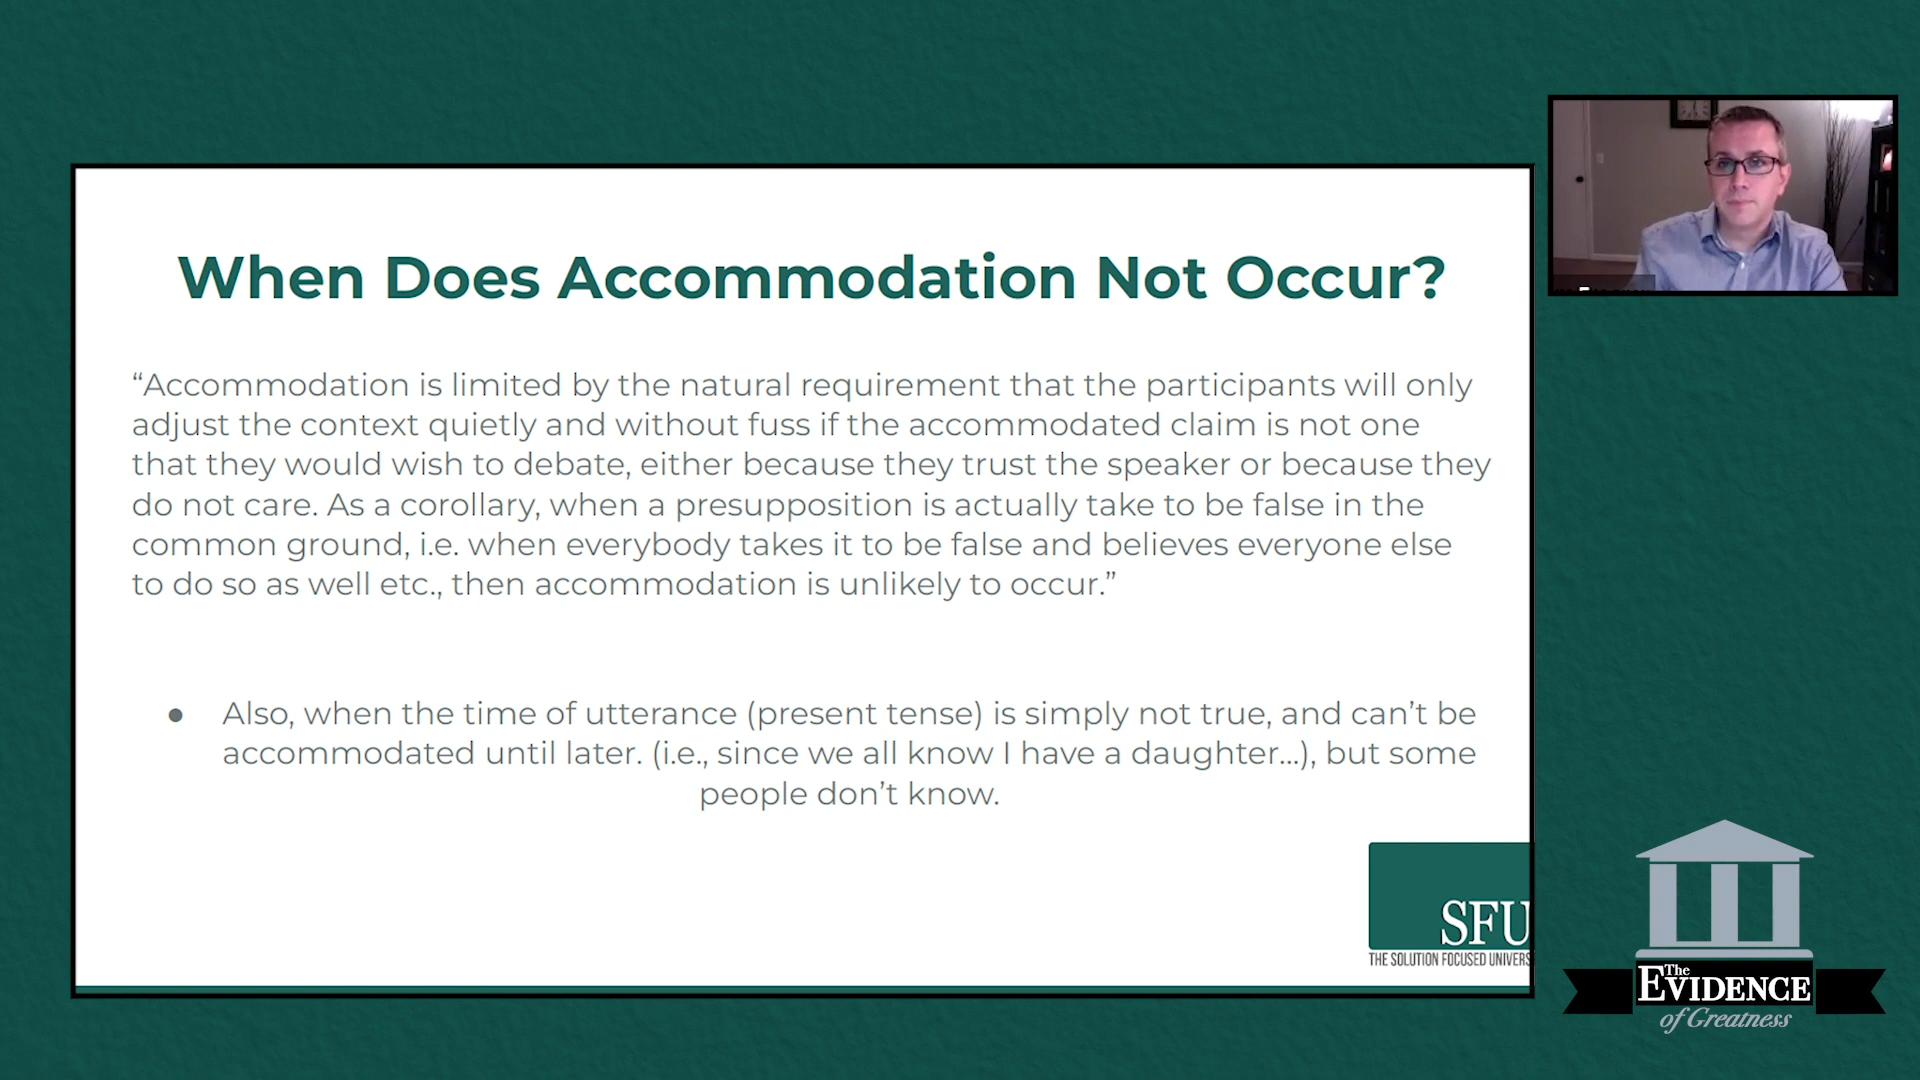 When Does Accommodation Not Occur?
“Accommodation is limited by the natural requirement that the participants will only
adjust the context quietly and without fuss if the accommodated claim is not one
that they would wish to debate, either because they trust the speaker or because they
do not care. As a corollary, when a presupposition is actually take to be false in the
common ground, i.e. when everybody takes it to be false and believes everyone else
to do so as well etc., then accommodation is unlikely to occur.”
● Also, when the time of utterance (present tense) is simply not true, and can’t be
accommodated until later. (i.e., since we all know I have a daughter...), but some
people don’t know.
SFU
THE SOLUTION FOCUSED UNIVERS
The
EVIDENCE
of Greatness